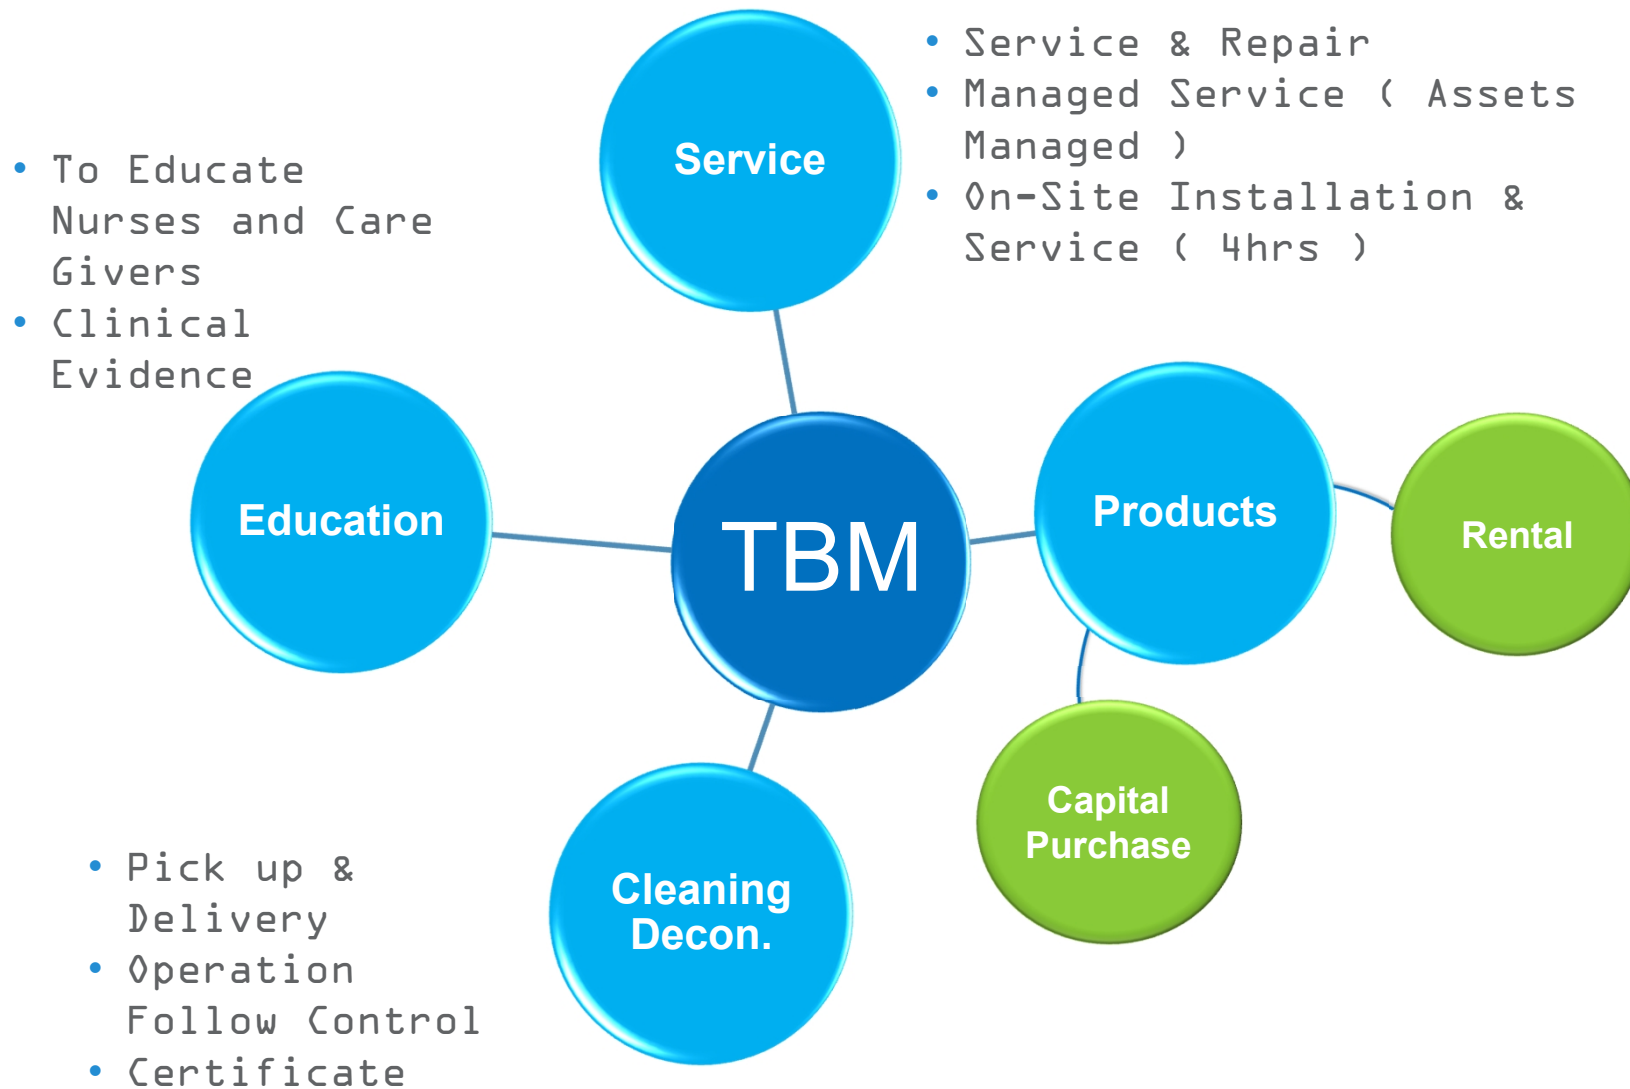 • Service & Repair
• Managed Service ( Assets
Managed )
• On-Site Installation &
Service ( 4hrs )
Service
• To Educate
Nurses and Care
Givers
• Clinical
Evidence
Education
TBM
Products
Rental
Capital
Purchase
Cleaning
Decon.
• Pick up &
Delivery
• Operation
Follow Control
• Certificate